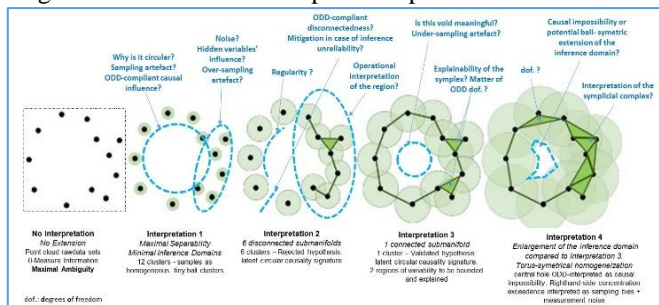 ODD-compliant
disconnectedness?
Mitigation in case of inference
unreliability?
Is this void meaningful?
Under-sampling artefact?
Causal impossibility or
potential ball- symetric
extension of the
inference domain?
Noise?
Hidden variables'
influence?
Over-sampling
artefact?
Why is it circular?
Sampling artefact?
ODD-compliant causal
influence?
Regularity ?
Operational
Interpretation
of the region?
Explainability of the
symplex? Matter of
ODD dof. ?
dof. ?
Interpretation of the
symplicial complex?
No Interpretation
No Extension
Point cloud rawdata sets
0-Measure Information
Maximal Ambiguity
Interpretation 1
Maximal Separability
Minimal Inference Domains
12 clusters - samples as
homogeneous tiny ball clusters
Interpretation 2
6 disconnected submanifolds
6 clusters – Rejected hypothesis:
latent circularity causal signature
Interpretation 3
1 connected submanifold
1 cluster – Validated hypothesis
latent circularity causal signature.
2 regions of variability to be bounded
and explained
Interpretation 4
Enlargement of the inference domain
compared to Interpretation 3.
Torus-symetrical homogeneization
central hole ODD-interpreted as causal
impossibility. Righthand-side concentration
exceedence interpreted as sampling bias +
measurement noise
dof.: degrees of freedom